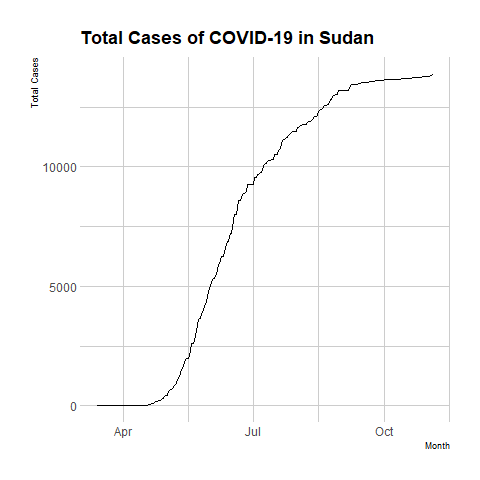 Total Cases of COVID-19 in Sudan
Total Cases
10000
5000
0
Apr Jul Oct
Month